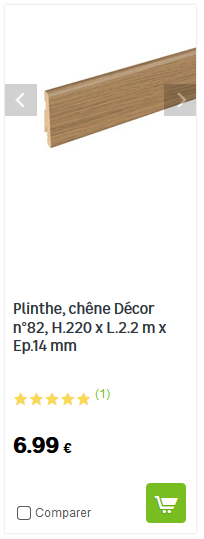 Plinthe, chêne Décor
n°82, H.220 x L.2.2 m x
Ep.14 mm
(1)
6.99 €
Comparer